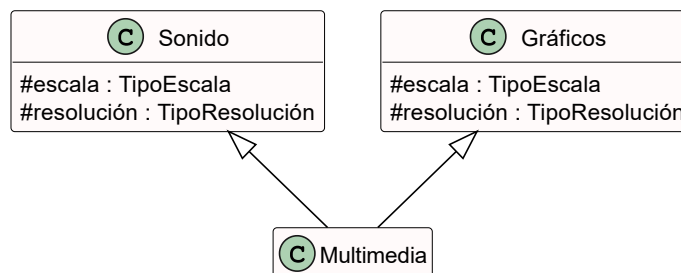 C Sonido
#escala : TipoEscala
#resolución : TipoResolución
C Gráficos
#escala : TipoEscala
#resolución : TipoResolución
C Multimedia